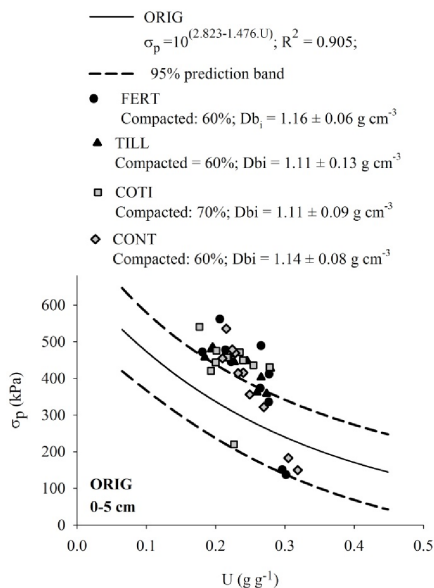 ORIG
σp=10(2.823-1.476.U); R2 = 0.905;
95% prediction band
FERT
Compacted: 60%; Dbi = 1.16 ± 0.06 g cm-3
TILL
Compacted = 60%; Dbi = 1.11 ± 0.13 g cm-3
COTI
Compacted: 70%; Dbi = 1.11 ± 0.09 g cm-3
CONT
Compacted: 60%; Dbi = 1.14 ± 0.08 g cm-3
600
500
400
300
200
100
0
σp (kPa)
ORIG
0-5 cm
0.0 0.1 0.2 0.3 0.4 0.5
U (g g-1)